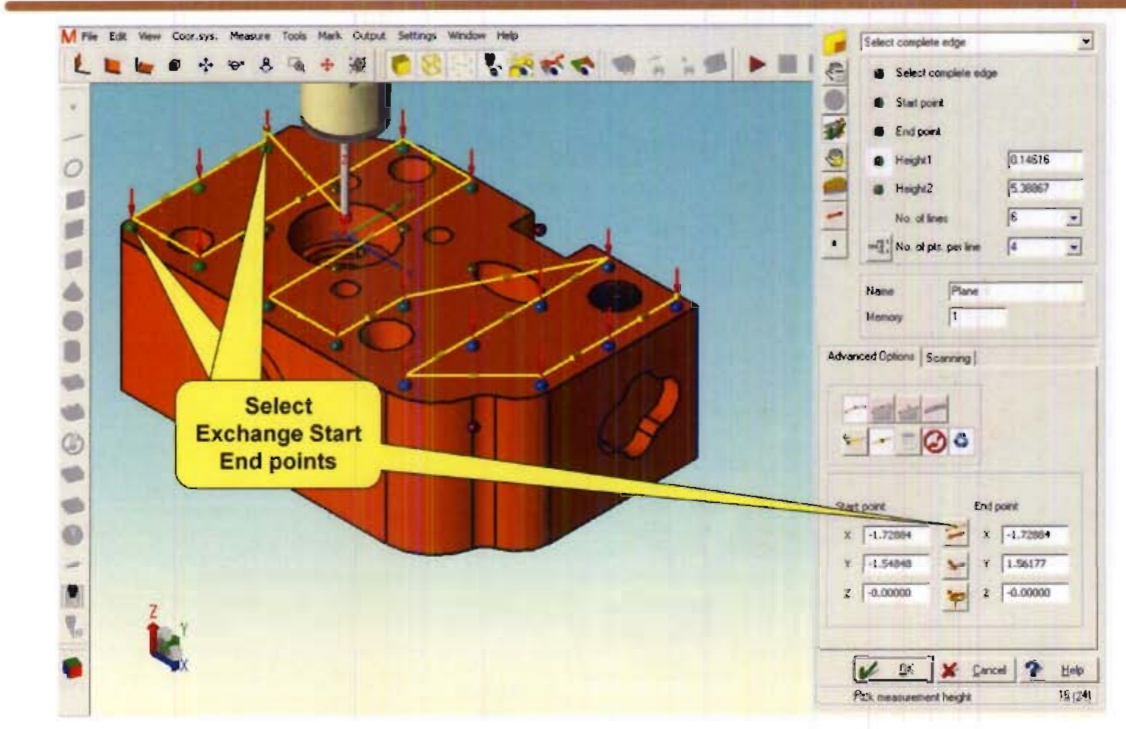 File Edit View Coor.sys. Measure Tools Mark Output Settings Window Help
Select complete edge
Select complete edge
Start point
End point
Height1 0.14616
Height2 5.38867
No. of lines 6
No. of pts. per line 4
Name Plane
Memory 1
Advanced Options Scanning
Select
Exchange Start
End points
Start point End point
X -1.72884 X -1.72884
Y -1.54848 Y 1.56177
Z -0.00000 Z -0.00000
Z
Y
X
OK Cancel Help
Pick measurement height